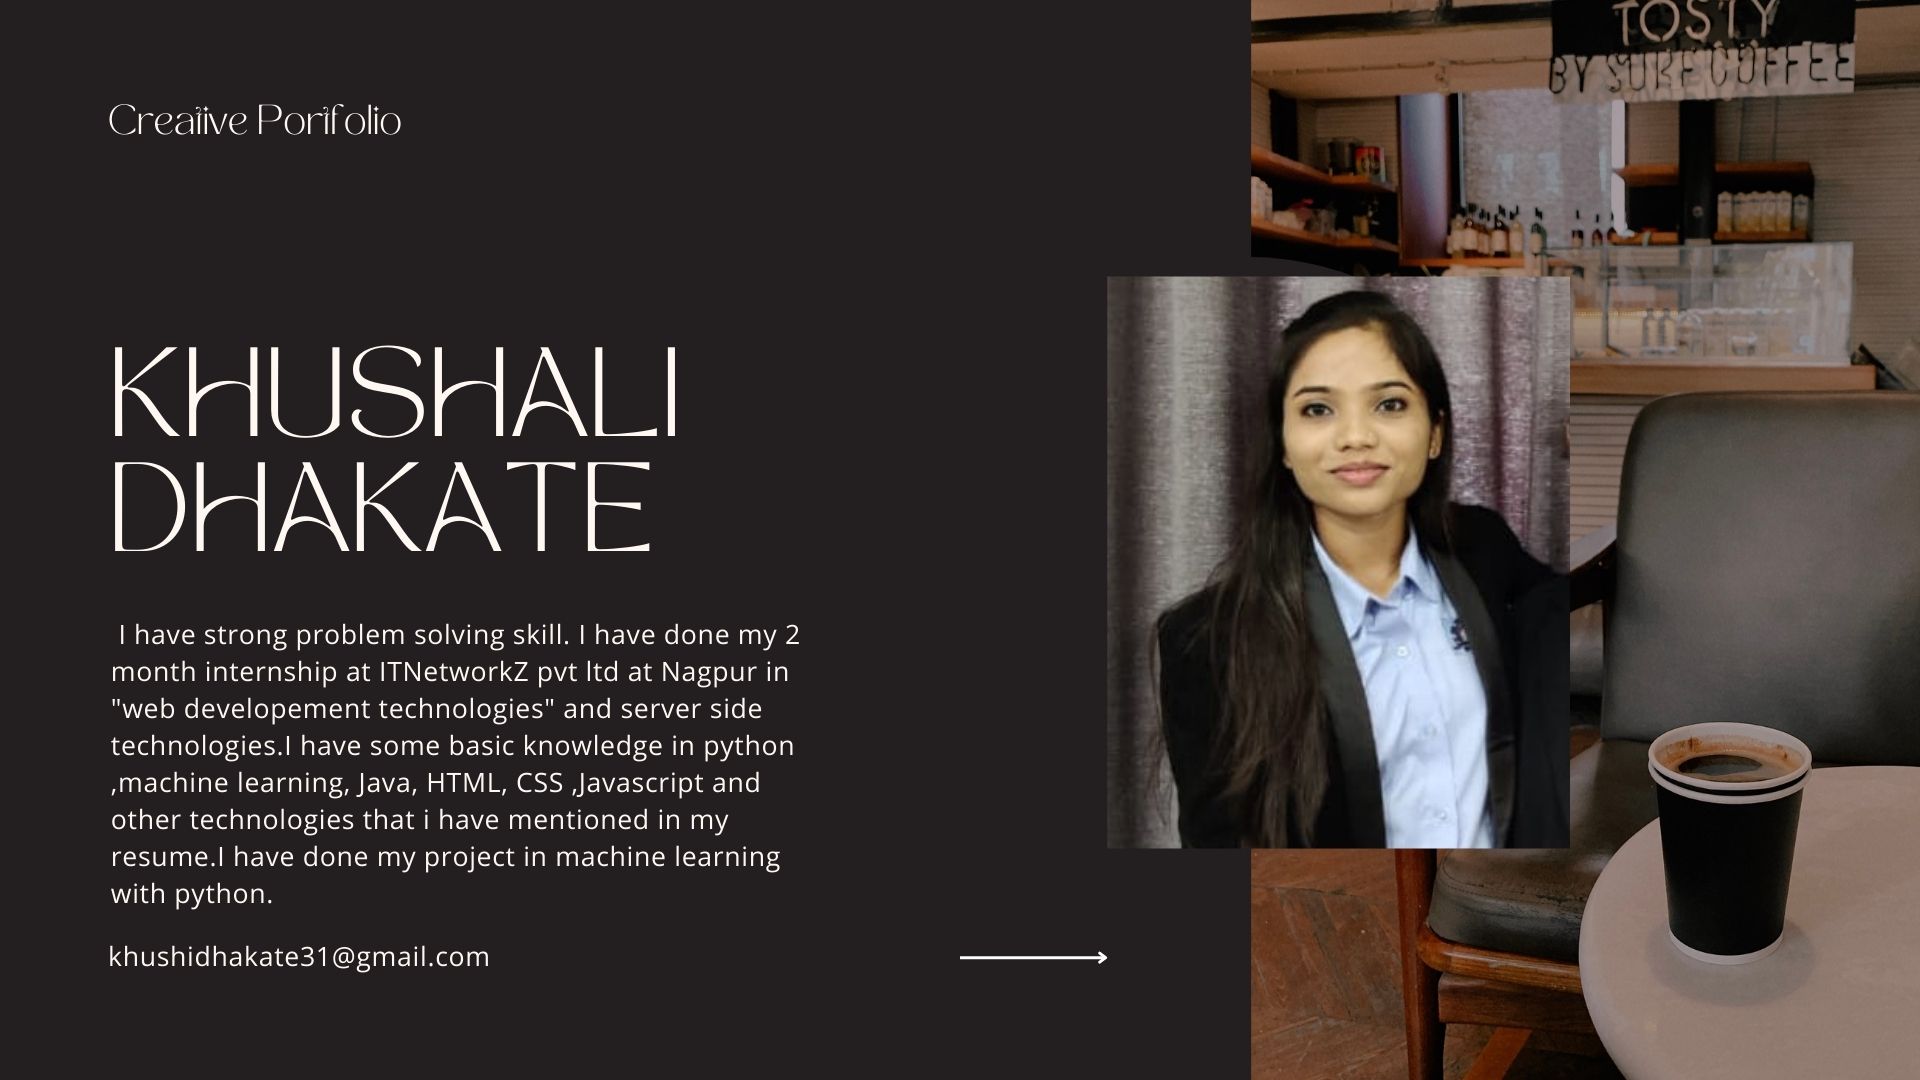 Creative Portfolio
KHUSHALI
DHAKATE
I have strong problem solving skill. I have done my 2
month internship at ITNetworkZ pvt ltd at Nagpur in
"web developement technologies" and server side
technologies.I have some basic knowledge in python
,machine learning, Java, HTML, CSS ,Javascript and
other technologies that i have mentioned in my
resume.I have done my project in machine learning
with python.
khushidhakate31@gmail.com
TOSTY
BY SURF COFFEE